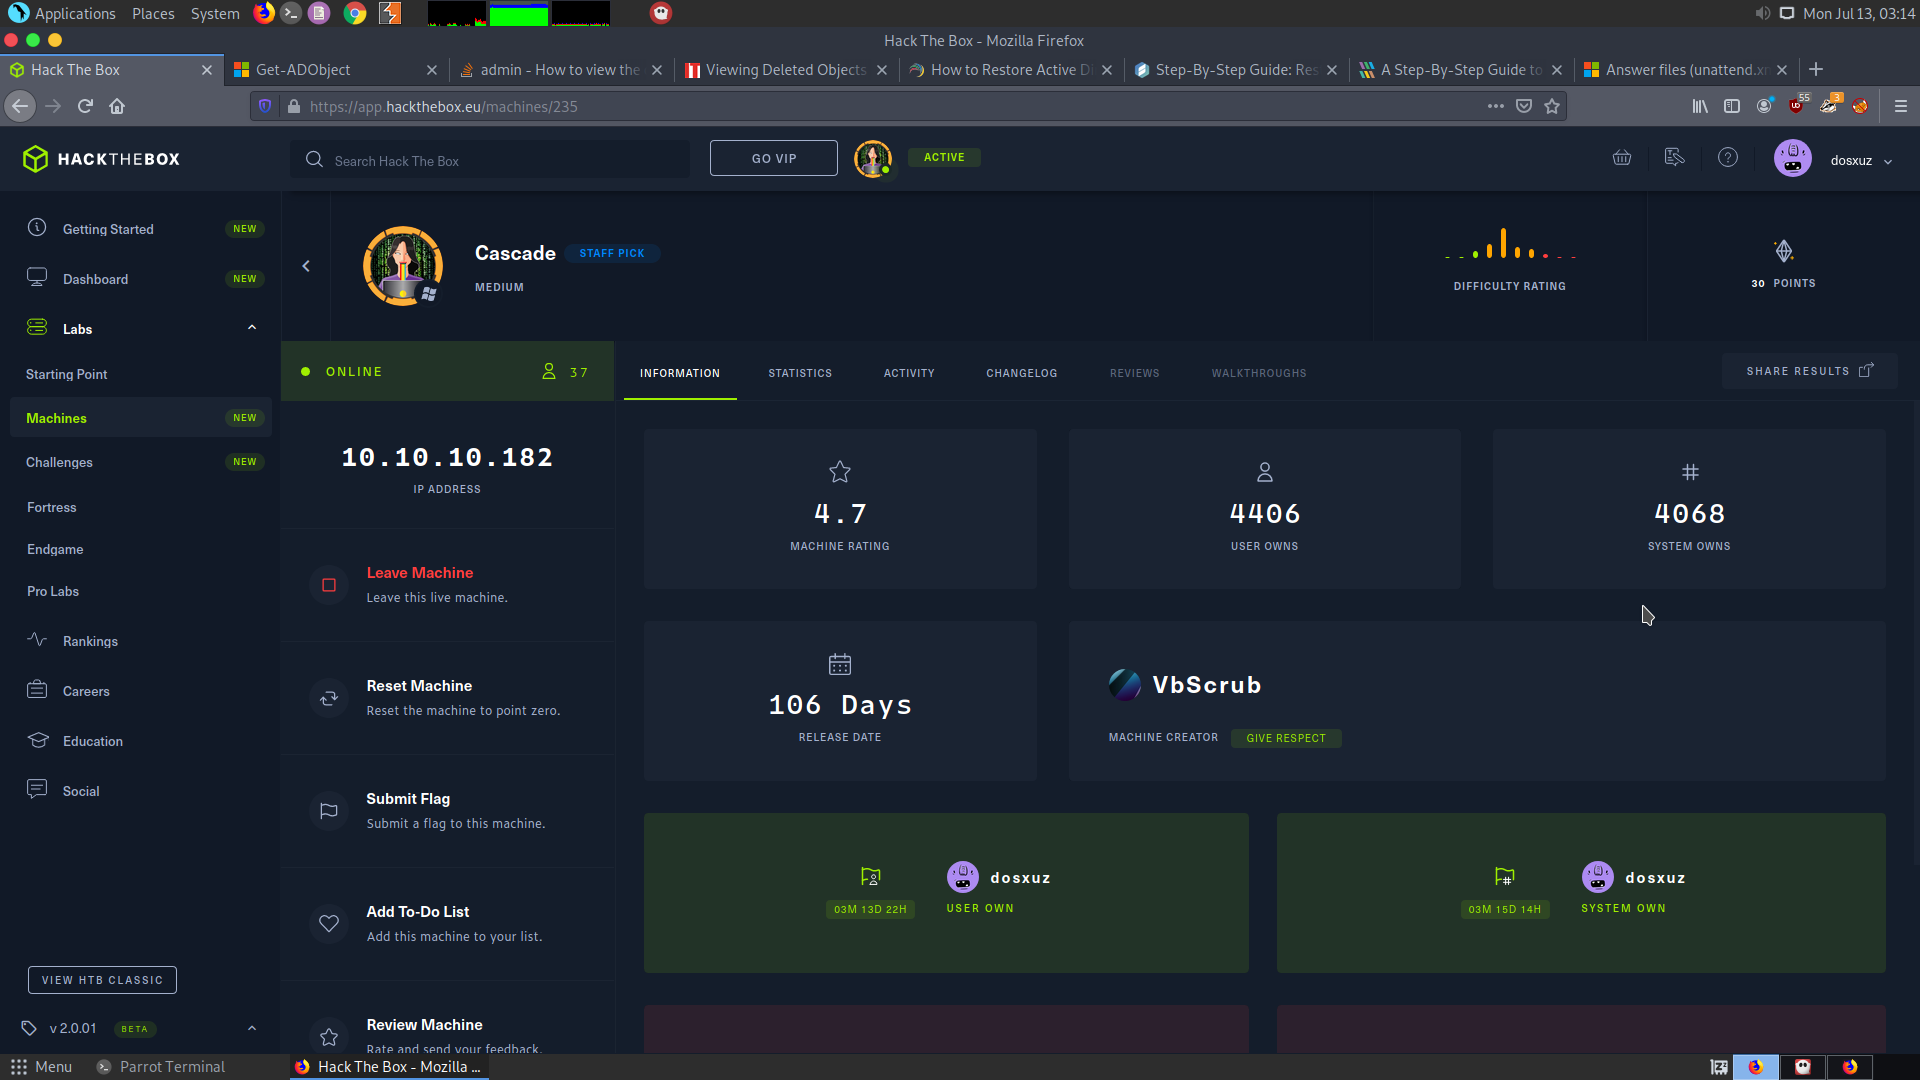 Applications Places System
Mon Jul 13, 03:14
Hack The Box - Mozilla Firefox
Hack The Box
Get-ADObject
admin - How to view the
Viewing Deleted Objects
How to Restore Active Di
Step-By-Step Guide: Res
A Step-By-Step Guide to
Answer files (unattend.xm
https://app.hackthebox.eu/machines/235
55
3
HACKTHEBOX
Search Hack The Box
GO VIP
ACTIVE
dosxuz
Getting Started NEW
Dashboard NEW
Labs
Starting Point
Machines NEW
Challenges NEW
Fortress
Endgame
Pro Labs
Rankings
Careers
Education
Social
VIEW HTB CLASSIC
v 2.0.01 BETA
Cascade STAFF PICK
MEDIUM
DIFFICULTY RATING
30 POINTS
ONLINE 37
10.10.10.182
IP ADDRESS
Leave Machine
Leave this live machine.
Reset Machine
Reset the machine to point zero.
Submit Flag
Submit a flag to this machine.
Add To-Do List
Add this machine to your list.
Review Machine
Rate and send your feedback.
INFORMATION STATISTICS ACTIVITY CHANGELOG REVIEWS WALKTHROUGHS
SHARE RESULTS
4.7
MACHINE RATING
4406
USER OWNS
4068
SYSTEM OWNS
106 Days
RELEASE DATE
VbScrub
MACHINE CREATOR GIVE RESPECT
dosxuz
03M 13D 22H USER OWN
dosxuz
03M 15D 14H SYSTEM OWN
Menu
Parrot Terminal
Hack The Box - Mozilla ...